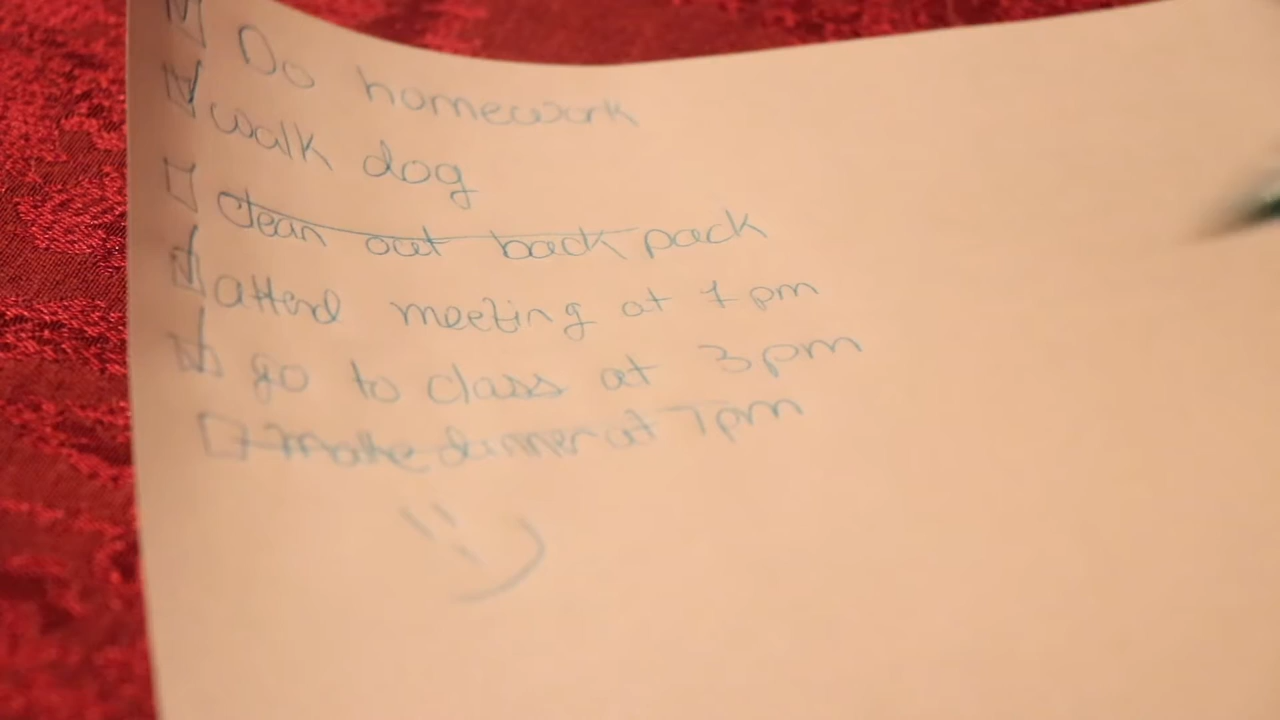 Do homework
walk dog
clean out back pack
attend meeting at 1 pm
go to class at 3pm
make dinner at 7pm